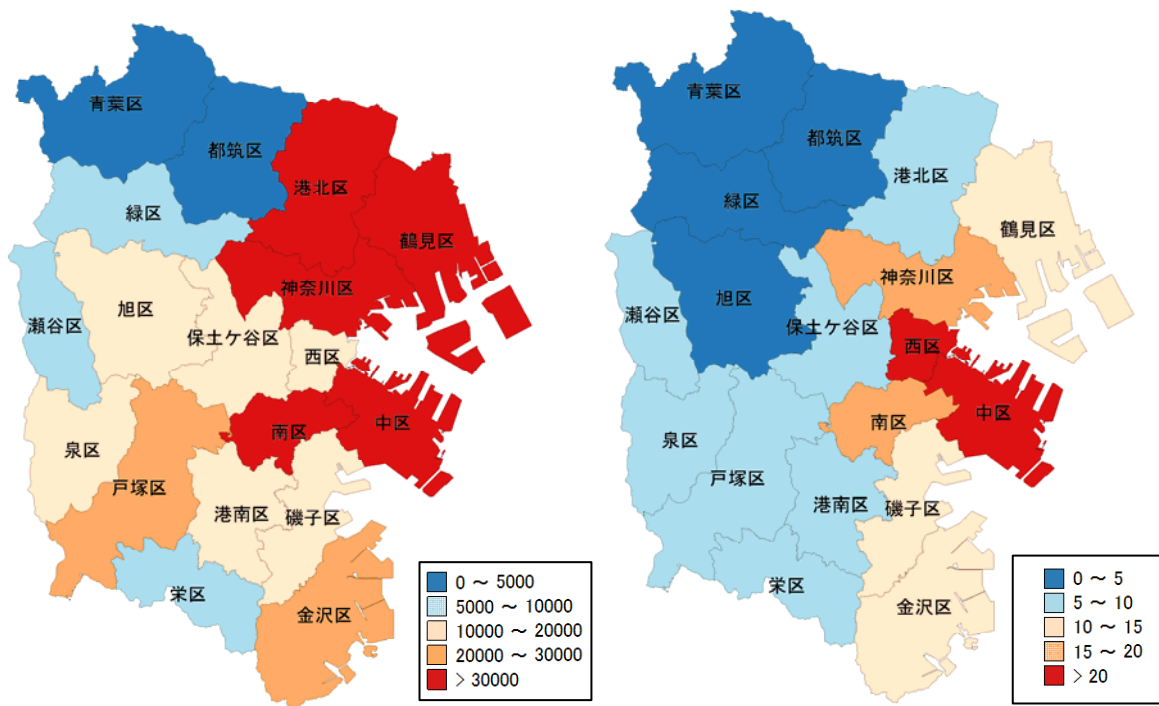 青葉区
都筑区
港北区
緑区
鶴見区
神奈川区
旭区
瀬谷区
保土ケ谷区
西区
中区
南区
泉区
戸塚区
港南区
磯子区
栄区
金沢区
0 ～ 5000
5000 ～ 10000
10000 ～ 20000
20000 ～ 30000
> 30000
青葉区
都筑区
港北区
緑区
鶴見区
神奈川区
旭区
瀬谷区
保土ケ谷区
西区
中区
南区
泉区
戸塚区
港南区
磯子区
栄区
金沢区
0 ～ 5
5 ～ 10
10 ～ 15
15 ～ 20
> 20